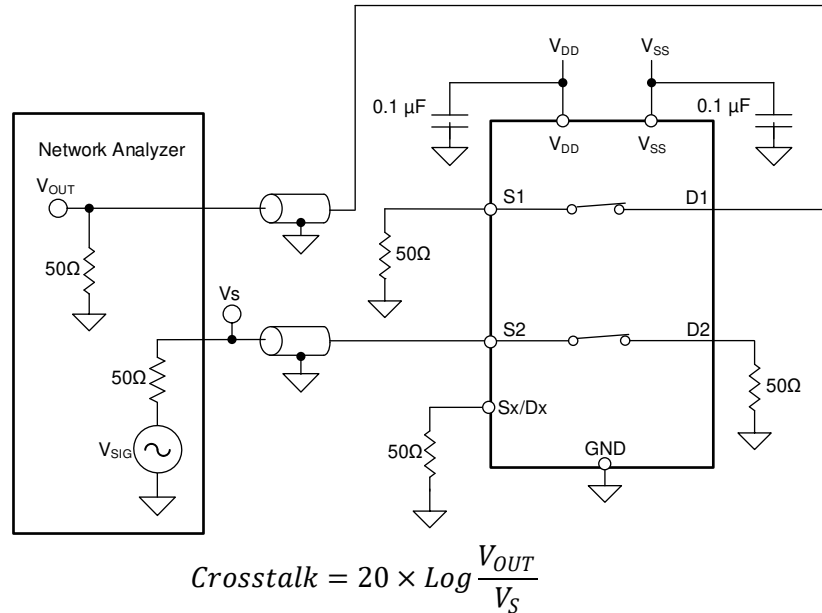 V_DD V_SS
0.1 µF 0.1 µF
V_DD V_SS
Network Analyzer
V_OUT
S1 D1
50Ω
50Ω
Vs
S2 D2
50Ω
50Ω
Sx/Dx
V_SIG
50Ω
GND
Crosstalk = 20 × Log V_OUT / V_S